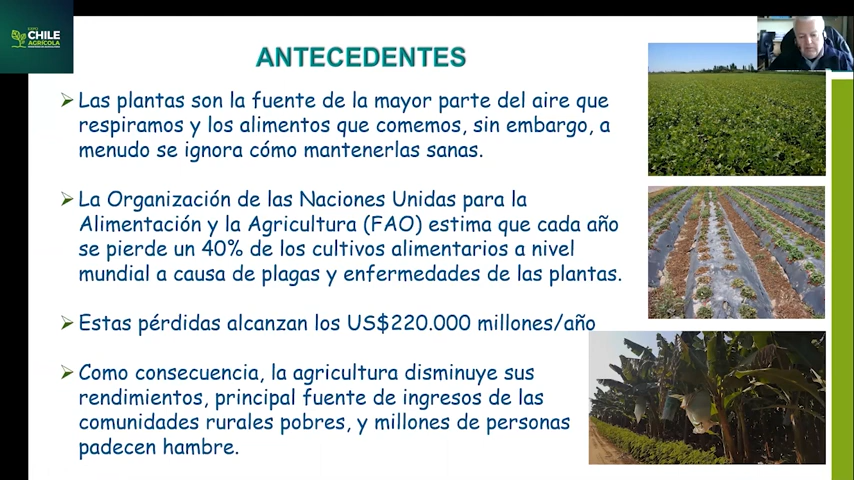 CHILE
AGRÍCOLA
ANTECEDENTES
Las plantas son la fuente de la mayor parte del aire que
respiramos y los alimentos que comemos, sin embargo, a
menudo se ignora cómo mantenerlas sanas.
La Organización de las Naciones Unidas para la
Alimentación y la Agricultura (FAO) estima que cada año
se pierde un 40% de los cultivos alimentarios a nivel
mundial a causa de plagas y enfermedades de las plantas.
Estas pérdidas alcanzan los US$220.000 millones/año
Como consecuencia, la agricultura disminuye sus
rendimientos, principal fuente de ingresos de las
comunidades rurales pobres, y millones de personas
padecen hambre.